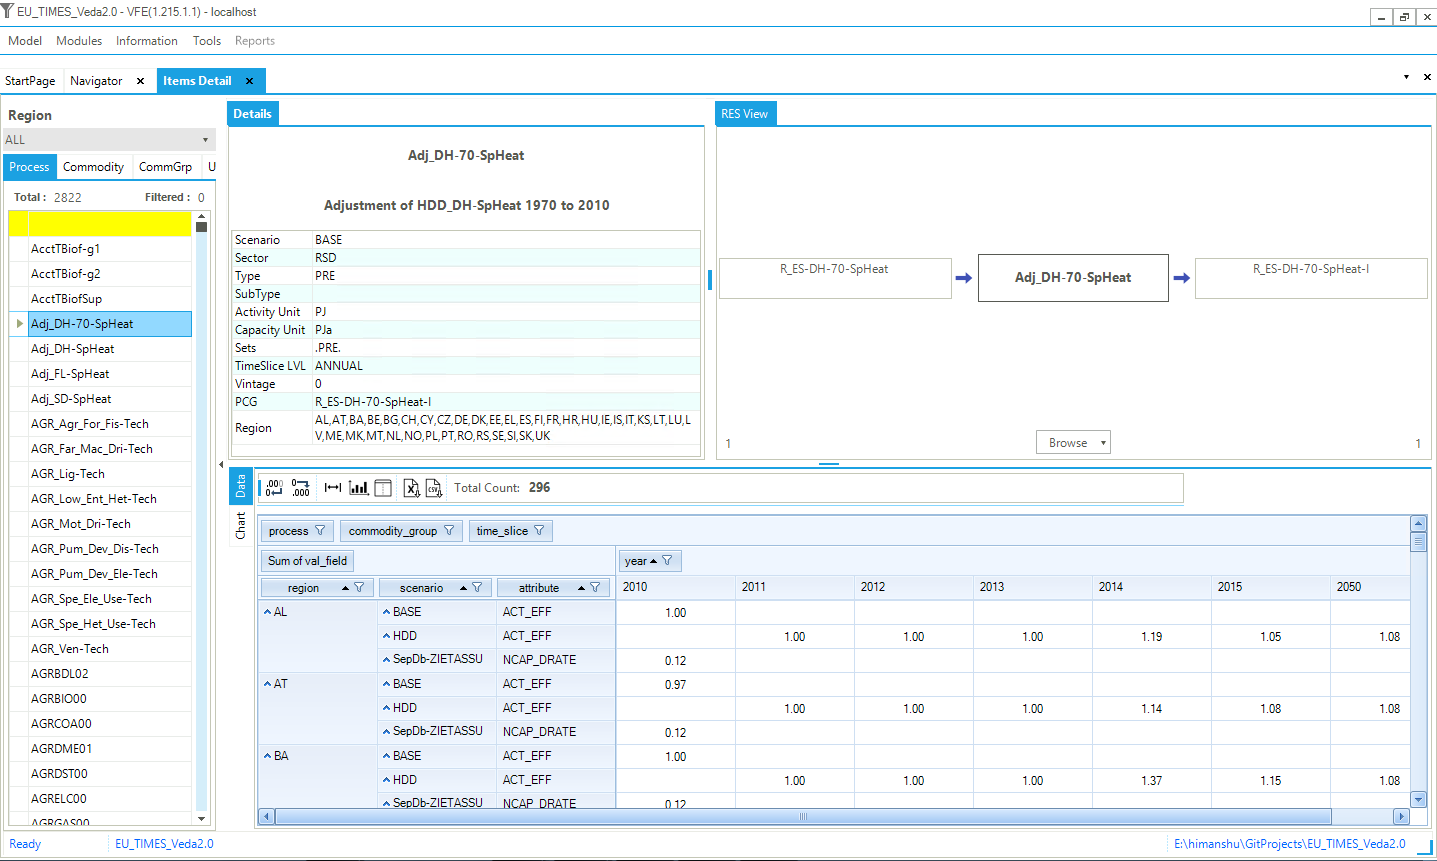 EU_TIMES_Veda2.0 - VFE(1.215.1.1) - localhost
Model Modules Information Tools Reports
StartPage Navigator Items Detail
Region
ALL
Process Commodity CommGrp U
Total : 2822 Filtered : 0
AcctTBiof-g1
AcctTBiof-g2
AcctTBiofSup
Adj_DH-70-SpHeat
Adj_DH-SpHeat
Adj_FL-SpHeat
Adj_SD-SpHeat
AGR_Agr_For_Fis-Tech
AGR_Far_Mac_Dri-Tech
AGR_Lig-Tech
AGR_Low_Ent_Het-Tech
AGR_Mot_Dri-Tech
AGR_Pum_Dev_Dis-Tech
AGR_Pum_Dev_Ele-Tech
AGR_Spe_Ele_Use-Tech
AGR_Spe_Het_Use-Tech
AGR_Ven-Tech
AGRBDL02
AGRBIO00
AGRCOA00
AGRDME01
AGRDST00
AGRELC00
AGRGAS00
Details
Adj_DH-70-SpHeat
Adjustment of HDD_DH-SpHeat 1970 to 2010
Scenario BASE
Sector RSD
Type PRE
SubType
Activity Unit PJ
Capacity Unit PJa
Sets .PRE.
TimeSlice LVL ANNUAL
Vintage 0
PCG R_ES-DH-70-SpHeat-I
Region AL,AT,BA,BE,BG,CH,CY,CZ,DE,DK,EE,EL,ES,FI,FR,HR,HU,IE,IS,IT,KS,LT,LU,L
V,ME,MK,MT,NL,NO,PL,PT,RO,RS,SE,SI,SK,UK
RES View
R_ES-DH-70-SpHeat Adj_DH-70-SpHeat R_ES-DH-70-SpHeat-I
1 Browse 1
Data
Chart
.000 .000 CSV Total Count: 296
process commodity_group time_slice
Sum of val_field year
region scenario attribute 2010 2011 2012 2013 2014 2015 2050
AL BASE ACT_EFF 1.00
HDD ACT_EFF 1.00 1.00 1.00 1.19 1.05 1.08
SepDb-ZIETASSU NCAP_DRATE 0.12
AT BASE ACT_EFF 0.97
HDD ACT_EFF 1.00 1.00 1.00 1.14 1.08 1.08
SepDb-ZIETASSU NCAP_DRATE 0.12
BA BASE ACT_EFF 1.00
HDD ACT_EFF 1.00 1.00 1.00 1.37 1.15 1.08
SepDb-ZIETASSU NCAP_DRATE 0.12
Ready EU_TIMES_Veda2.0 E:\himanshu\GitProjects\EU_TIMES_Veda2.0